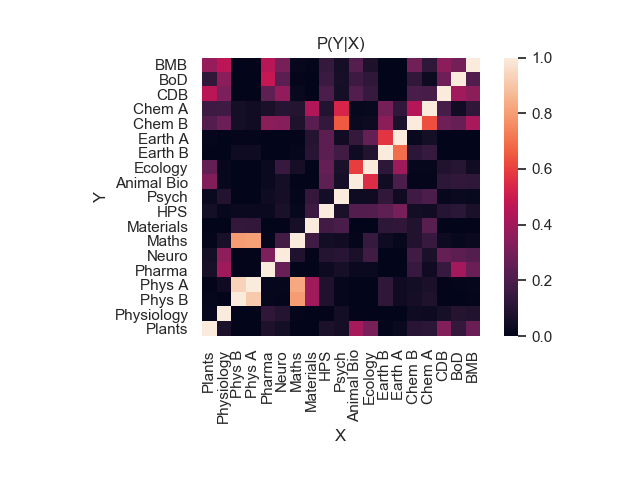 P(Y|X)
BMB
BoD
CDB
Chem A
Chem B
Earth A
Earth B
Ecology
Animal Bio
Psych
HPS
Materials
Maths
Neuro
Pharma
Phys A
Phys B
Physiology
Plants
Y
Plants
Physiology
Phys B
Phys A
Pharma
Neuro
Maths
Materials
HPS
Psych
Animal Bio
Ecology
Earth B
Earth A
Chem B
Chem A
CDB
BoD
BMB
X
1.0
0.8
0.6
0.4
0.2
0.0